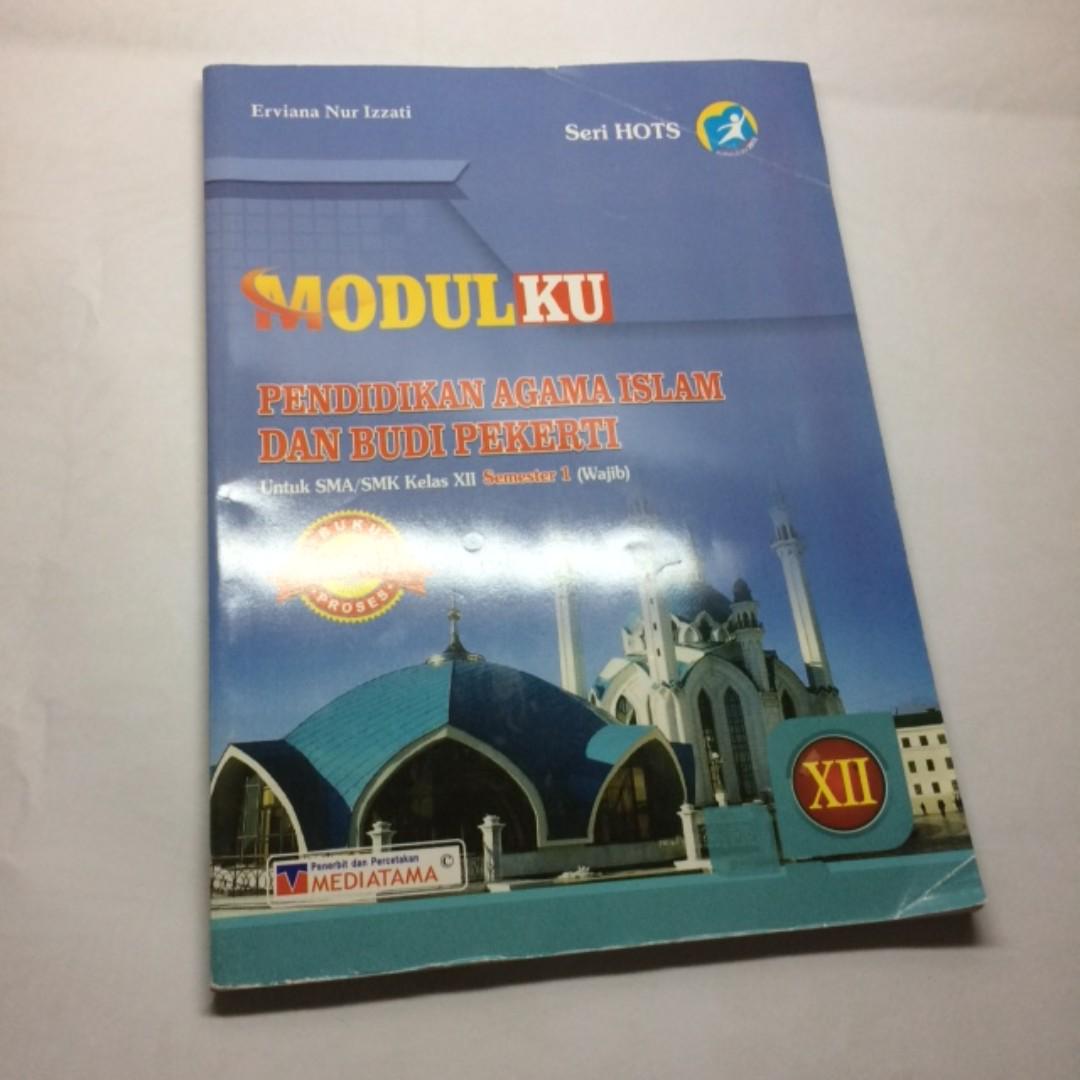 Erviana Nur Izzati
Seri HOTS
MODULKU
PENDIDIKAN AGAMA ISLAM
DAN BUDI PEKERTI
Untuk SMA/SMK Kelas XII Semester 1 (Wajib)
BUKU
PROSES
XII
Penerbit dan Percetakan
MEDIATAMA ©